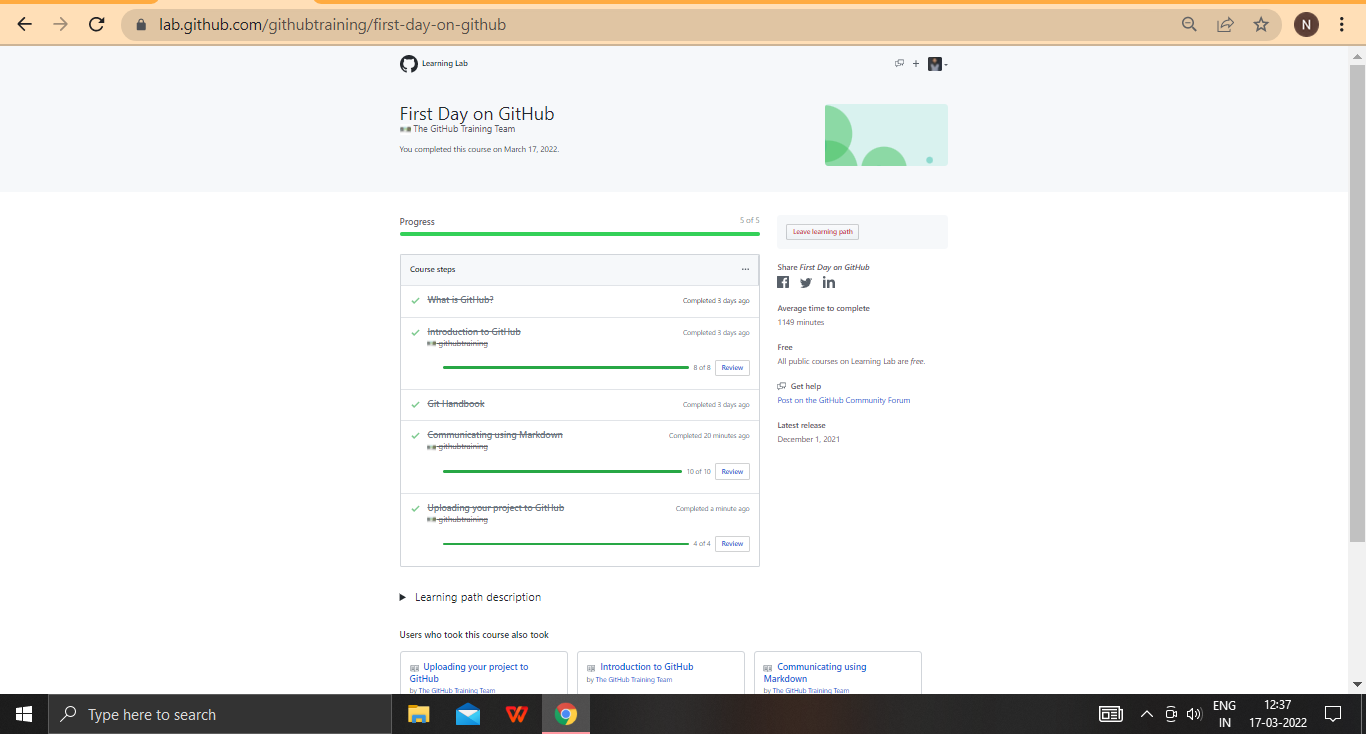 lab.github.com/githubtraining/first-day-on-github
N
Learning Lab
First Day on GitHub
The GitHub Training Team
You completed this course on March 17, 2022.
Progress
5 of 5
Leave learning path
Course steps
What is GitHub?
Completed 3 days ago
Introduction to GitHub
Completed 3 days ago
githubtraining
8 of 8
Review
Git Handbook
Completed 3 days ago
Communicating using Markdown
Completed 20 minutes ago
githubtraining
10 of 10
Review
Uploading your project to GitHub
Completed a minute ago
githubtraining
4 of 4
Review
Share First Day on GitHub
Average time to complete
1149 minutes
Free
All public courses on Learning Lab are free.
Get help
Post on the GitHub Community Forum
Latest release
December 1, 2021
Learning path description
Users who took this course also took
Uploading your project to
GitHub
by The GitHub Training Team
Introduction to GitHub
by The GitHub Training Team
Communicating using
Markdown
by The GitHub Training Team
Type here to search
ENG
IN
12:37
17-03-2022